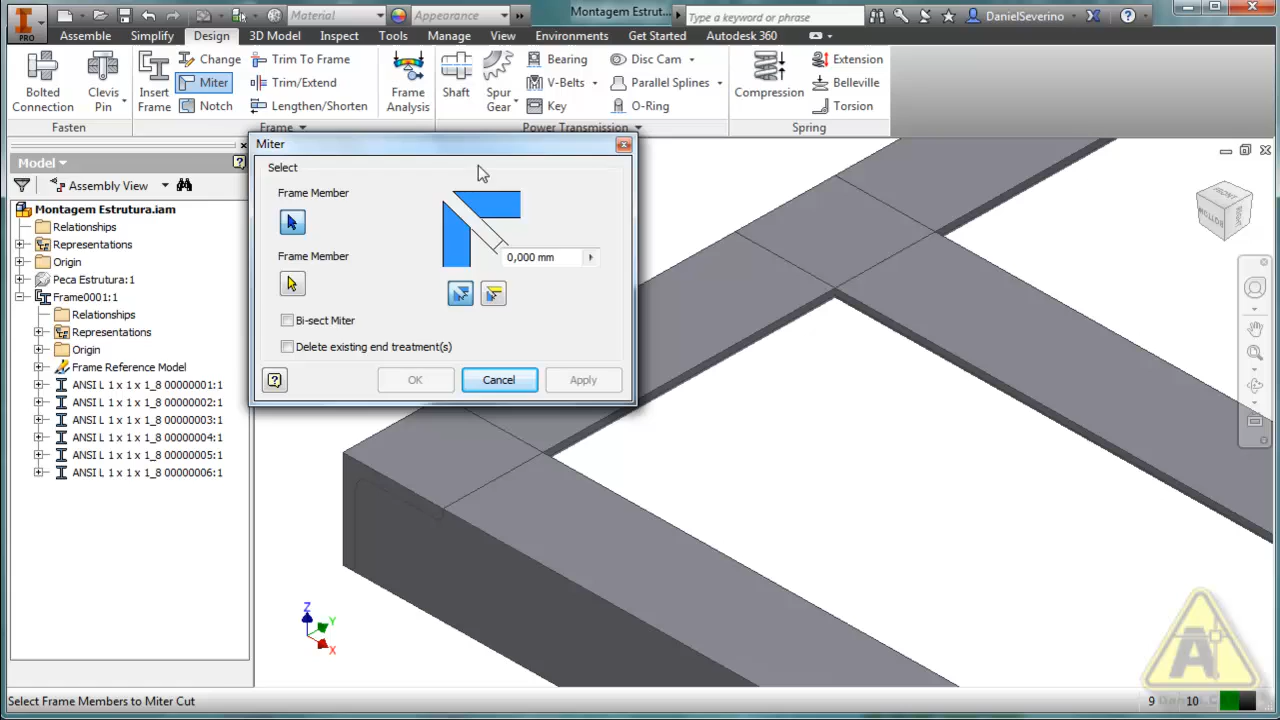 Material
Appearance
Montagem Estrut...
Type a keyword or phrase
DanielSeverino
PRO
Assemble
Simplify
Design
3D Model
Inspect
Tools
Manage
View
Environments
Get Started
Autodesk 360
Bolted Connection
Clevis Pin
Insert Frame
Change
Miter
Notch
Trim To Frame
Trim/Extend
Lengthen/Shorten
Frame Analysis
Shaft
Spur Gear
Bearing
V-Belts
Key
Disc Cam
Parallel Splines
O-Ring
Compression
Extension
Belleville
Torsion
Fasten
Frame
Power Transmission
Spring
Model
Assembly View
Montagem Estrutura.iam
Relationships
Representations
Origin
Peca Estrutura:1
Frame0001:1
Relationships
Representations
Origin
Frame Reference Model
ANSI L 1 x 1 x 1_8 00000001:1
ANSI L 1 x 1 x 1_8 00000002:1
ANSI L 1 x 1 x 1_8 00000003:1
ANSI L 1 x 1 x 1_8 00000004:1
ANSI L 1 x 1 x 1_8 00000005:1
ANSI L 1 x 1 x 1_8 00000006:1
Miter
Select
Frame Member
Frame Member
0,000 mm
Bi-sect Miter
Delete existing end treatment(s)
OK
Cancel
Apply
FRONT
RIGHT
BOTTOM
Z
Y
X
Select Frame Members to Miter Cut
9
10